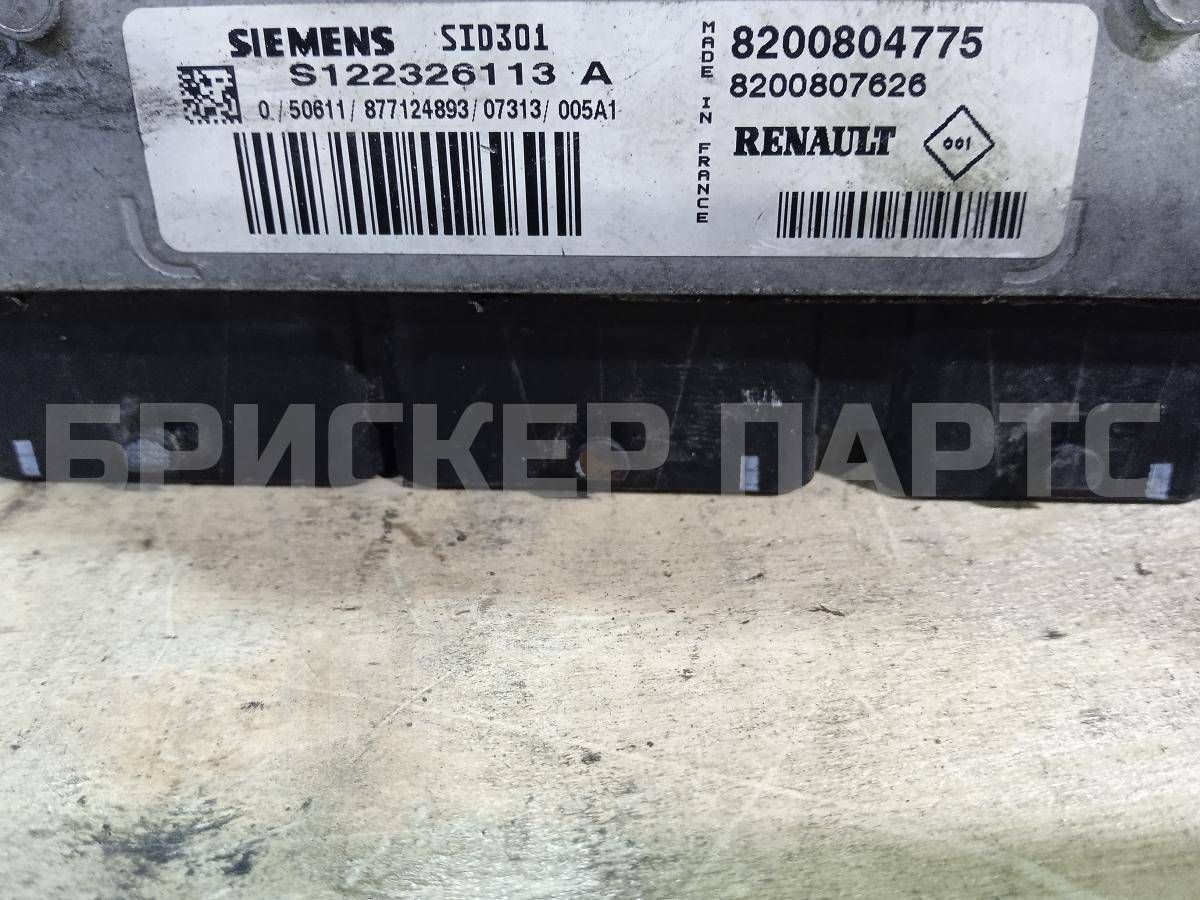 SIEMENS SID301
S122326113 A
0 / 50611 / 877124893 / 07313 / 005A1
MADE IN FRANCE
8200804775
8200807626
RENAULT 001
БРИСКЕР ПАРТС